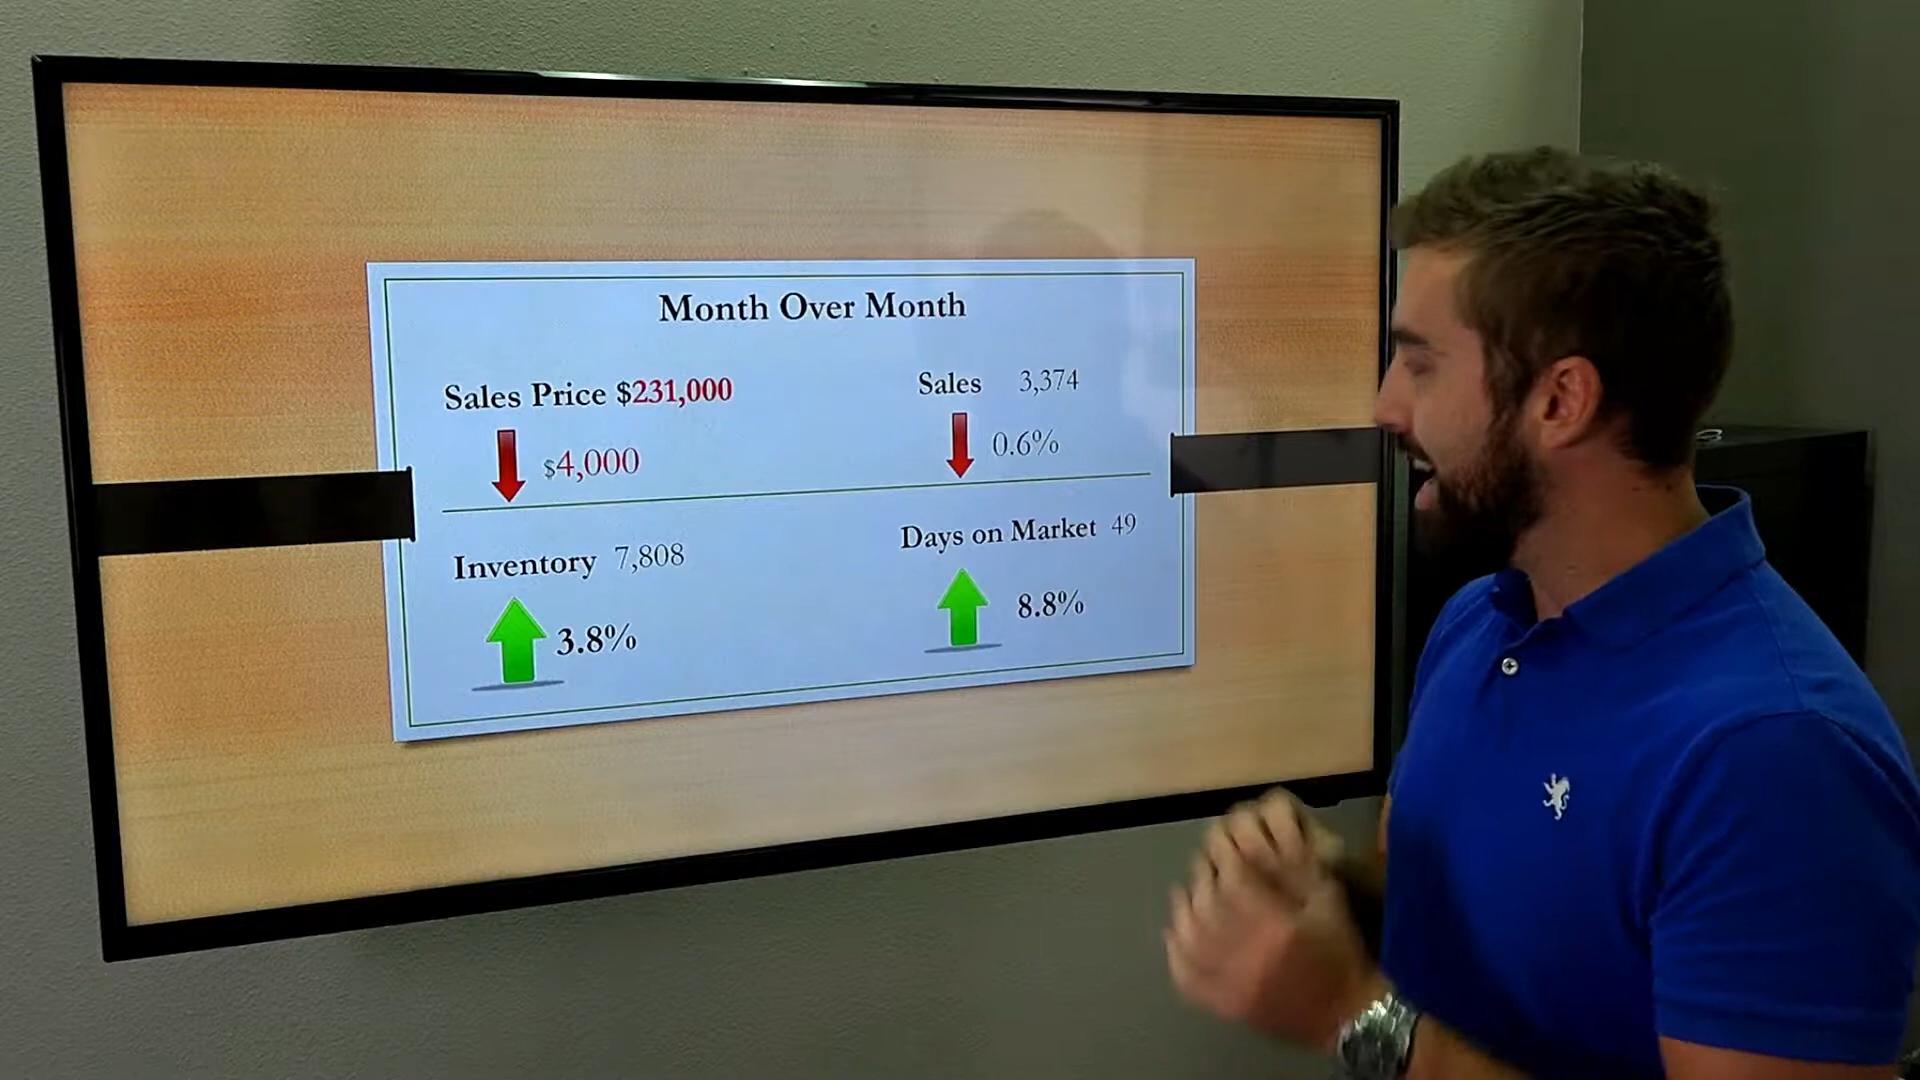 Month Over Month
Sales Price $231,000
$4,000
Sales 3,374
0.6%
Inventory 7,808
3.8%
Days on Market 49
8.8%